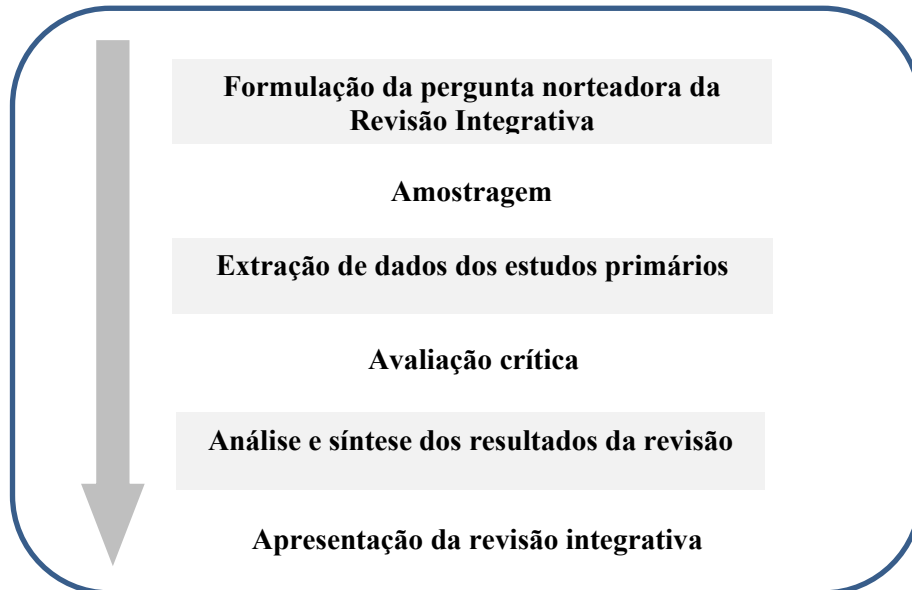 Formulação da pergunta norteadora da
Revisão Integrativa
Amostragem
Extração de dados dos estudos primários
Avaliação crítica
Análise e síntese dos resultados da revisão
Apresentação da revisão integrativa